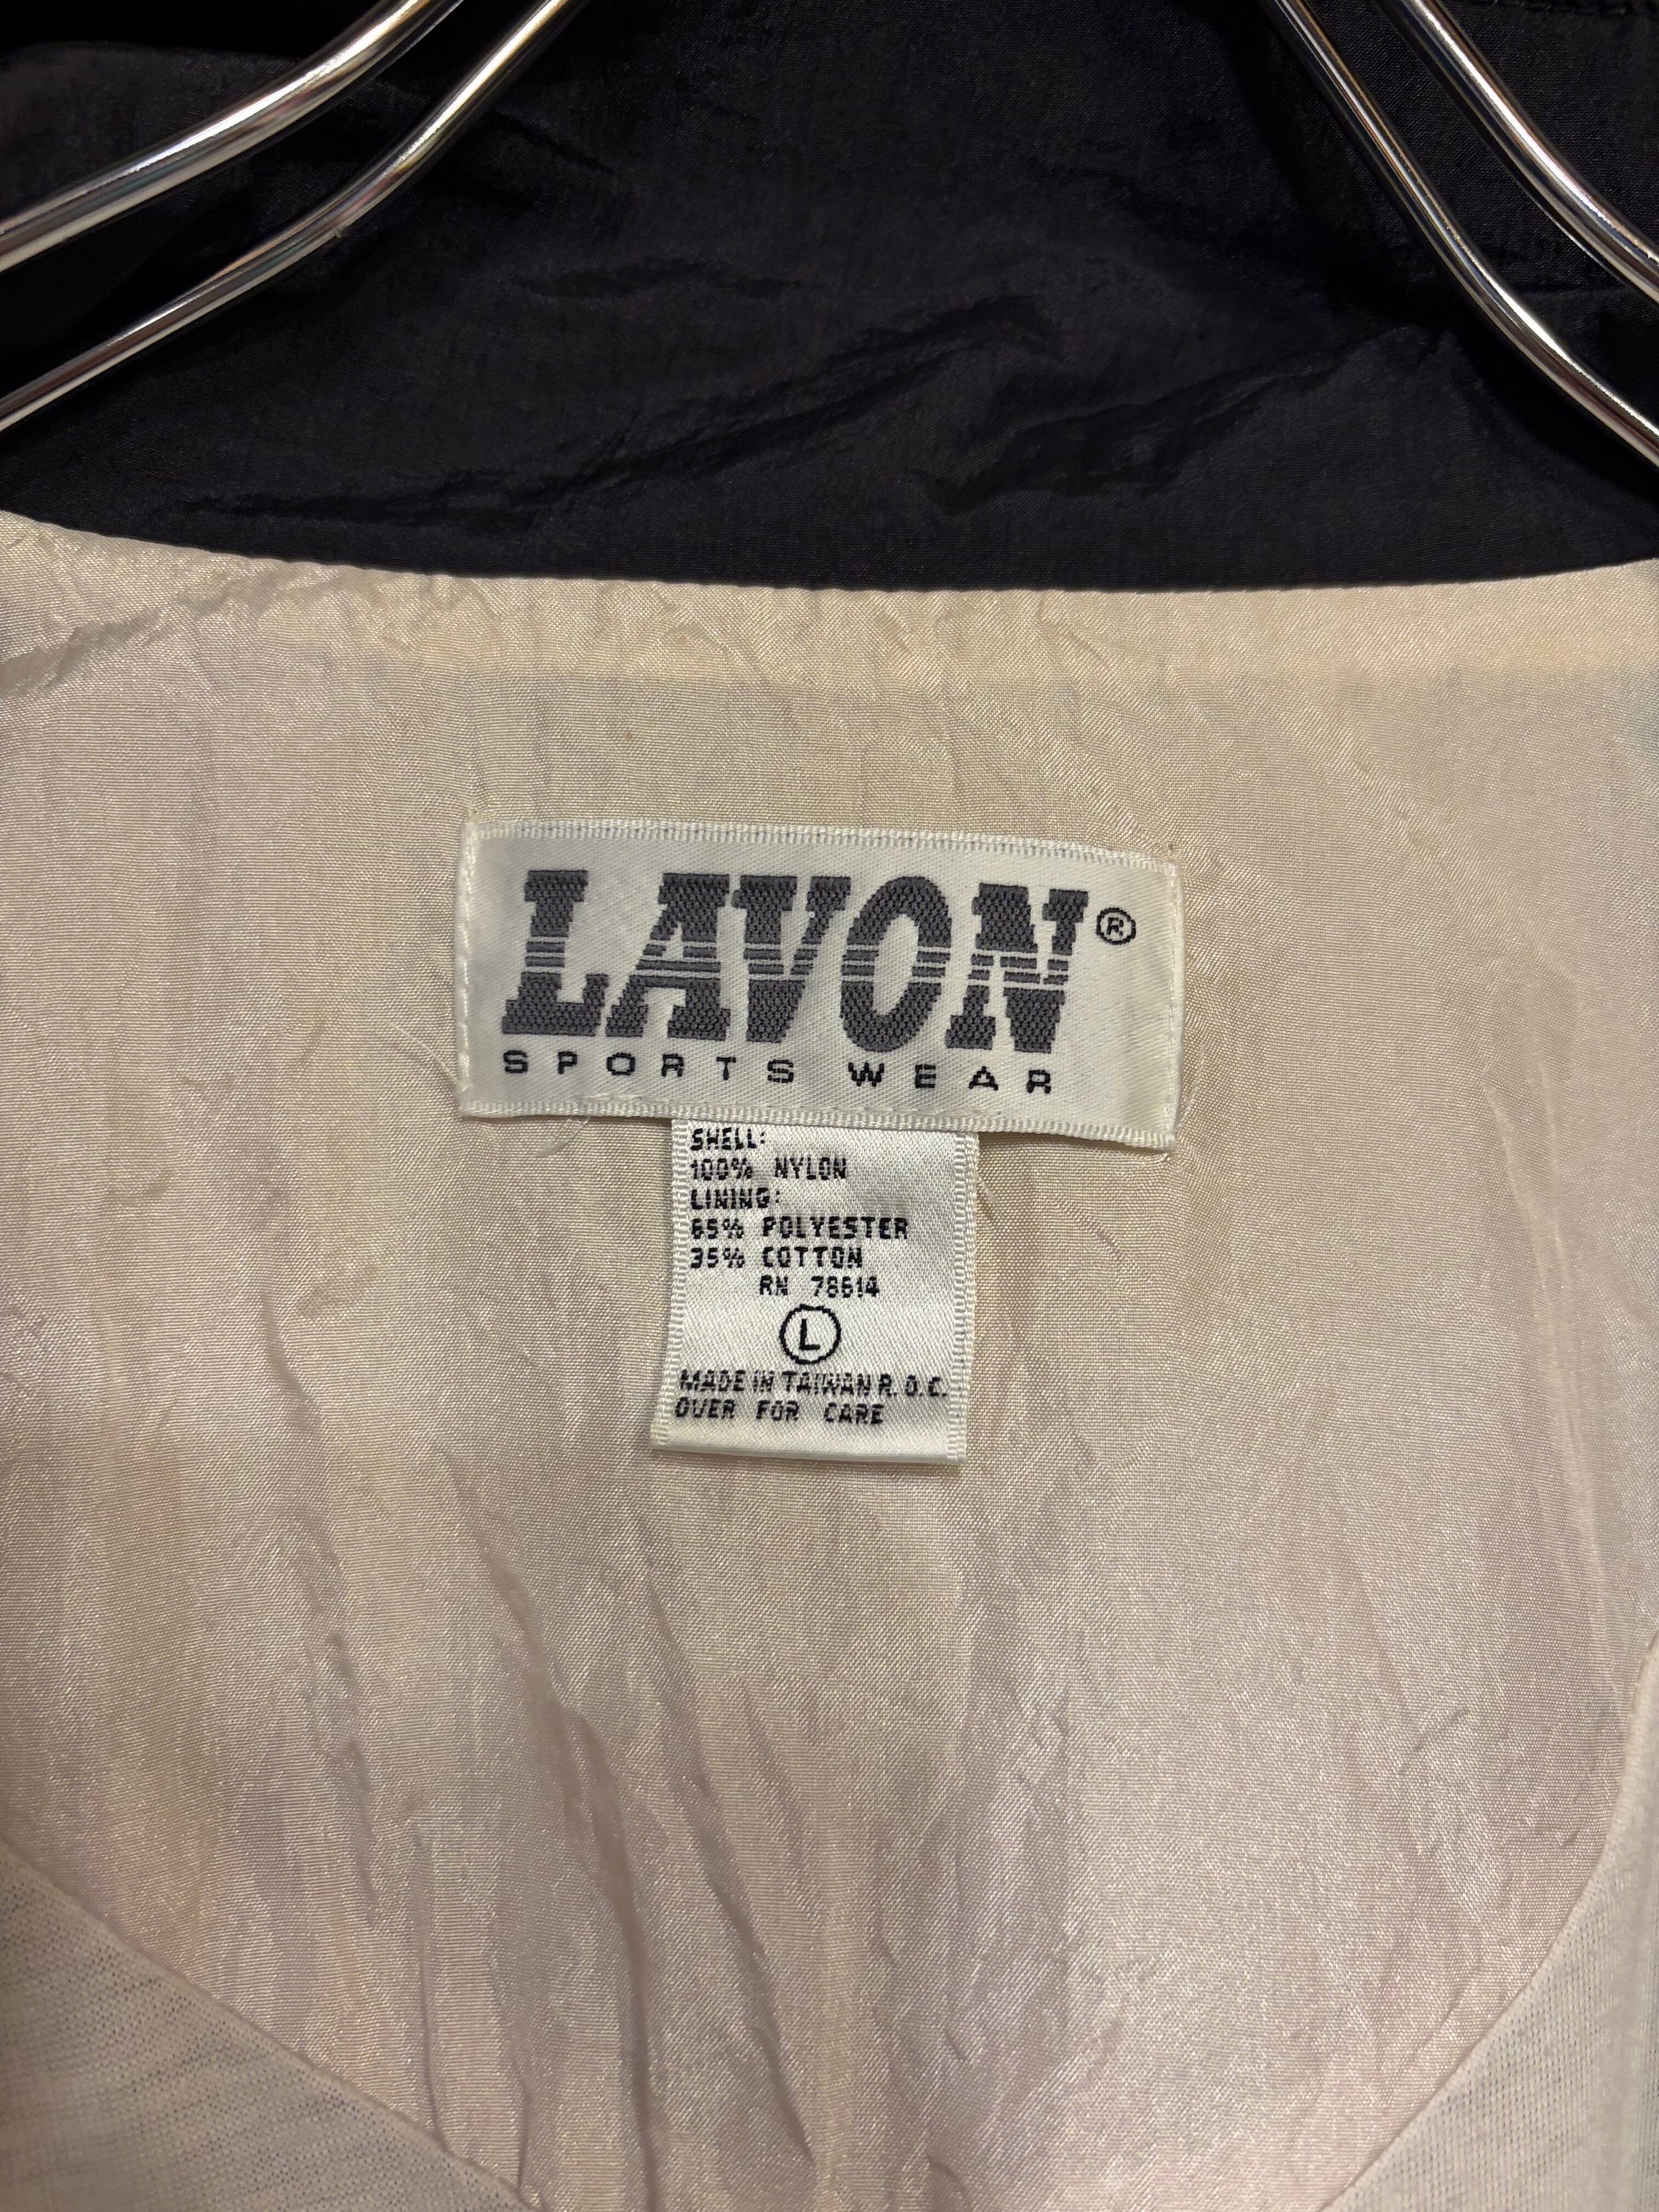 LAVON®
SPORTS WEAR
SHELL:
100% NYLON
LINING:
65% POLYESTER
35% COTTON
RN 78614
L
MADE IN TAIWAN R.O.C.
OVER FOR CARE